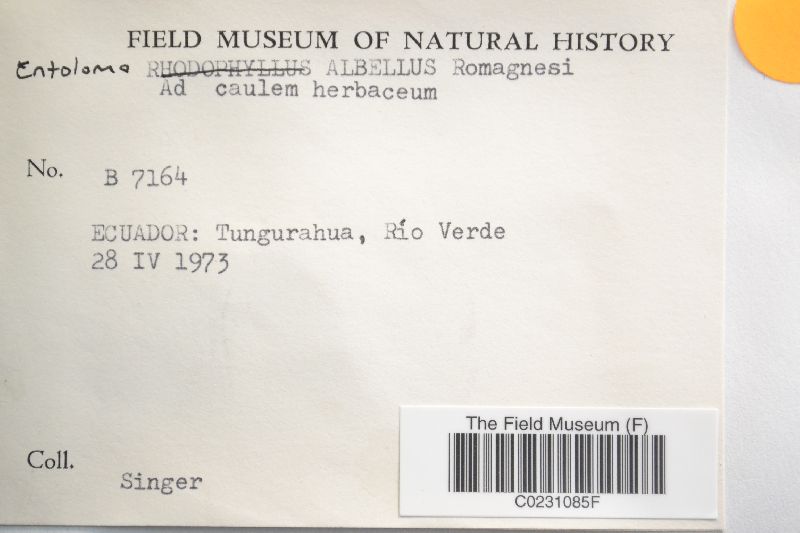 FIELD MUSEUM OF NATURAL HISTORY
Entoloma RHODOPHYLLUS ALBELLUS Romagnesi
Ad caulem herbaceum
No. B 7164
ECUADOR: Tungurahua, Río Verde
28 IV 1973
Coll. Singer
The Field Museum (F)
C0231085F